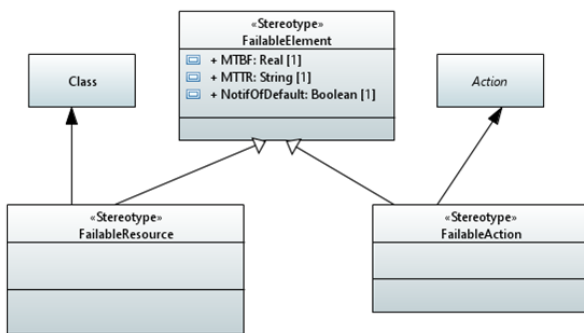 «Stereotype»
FailableElement
+ MTBF: Real [1]
+ MTTR: String [1]
+ NotifOfDefault: Boolean [1]
Class
Action
«Stereotype»
FailableResource
«Stereotype»
FailableAction